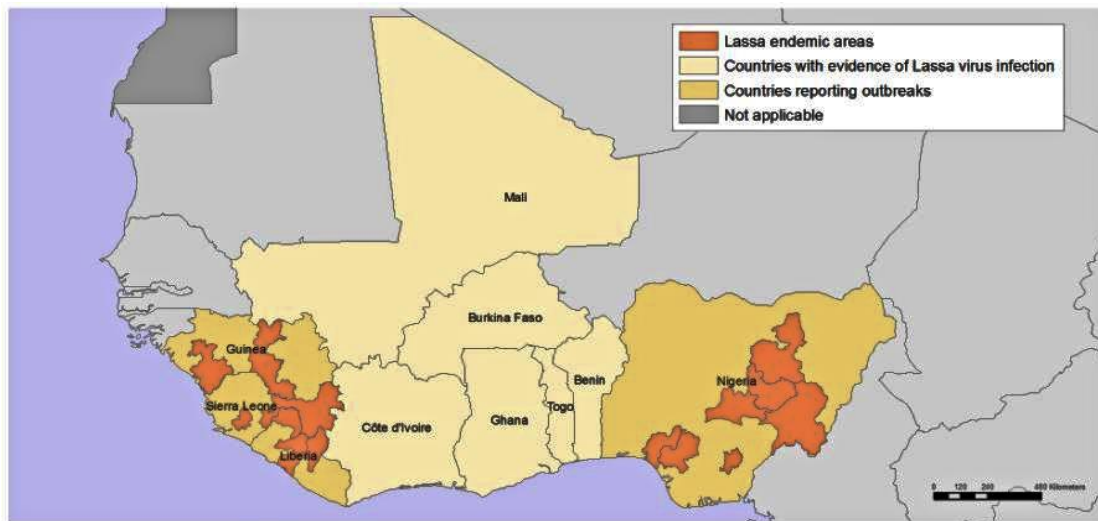 Lassa endemic areas
Countries with evidence of Lassa virus infection
Countries reporting outbreaks
Not applicable
Mali
Burkina Faso
Guinea
Nigeria
Benin
Sierra Leone
Togo
Ghana
Côte d'Ivoire
Liberia
0 120 240 480 Kilometers